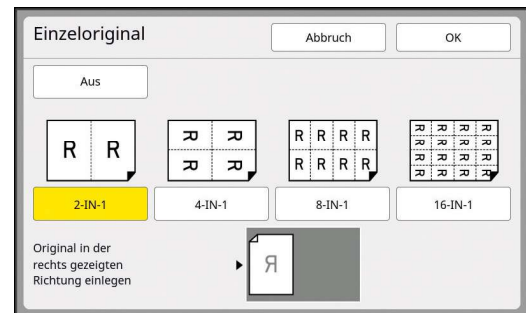 Einzeloriginal
Abbruch
OK
Aus
R R
R R
R R
R R R R
R R R R
R R R R
R R R R
R R R R
R R R R
2-IN-1
4-IN-1
8-IN-1
16-IN-1
Original in der
rechts gezeigten
Richtung einlegen
R